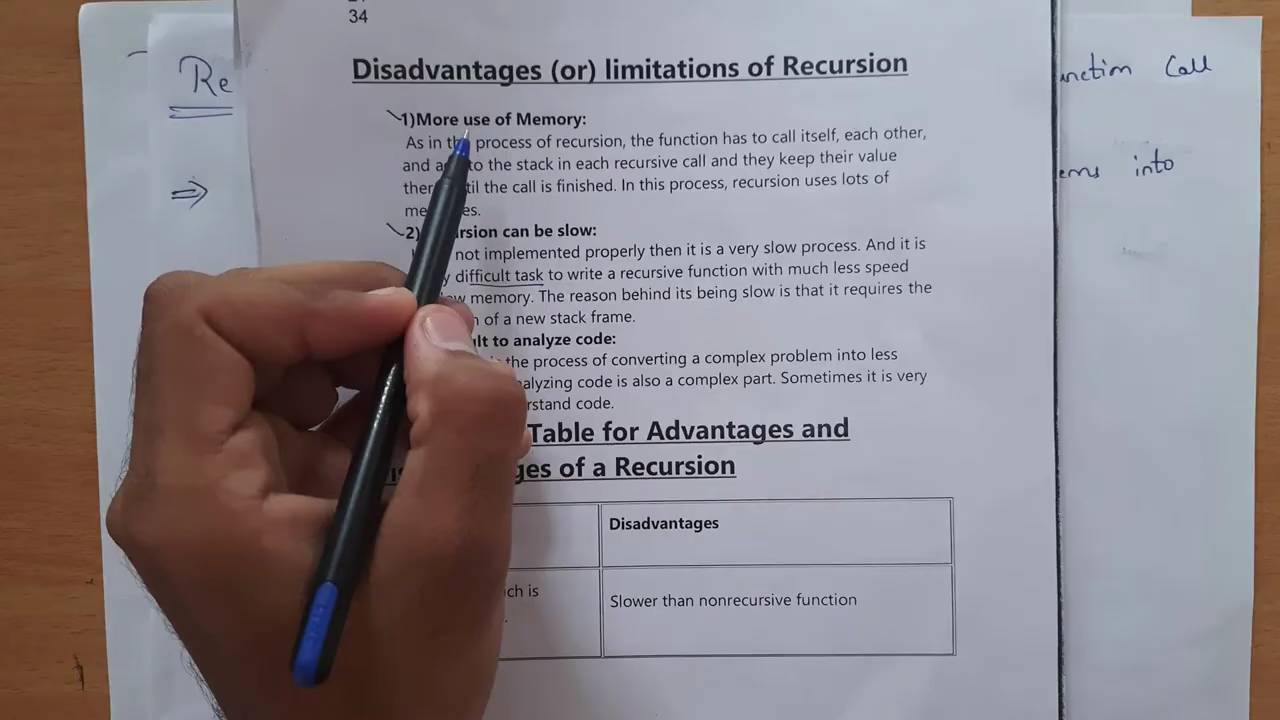 34
Disadvantages (or) limitations of Recursion
Re
unction Call
1)More use of Memory:
As in the process of recursion, the function has to call itself, each other,
and to the stack in each recursive call and they keep their value
the call is finished. In this process, recursion uses lots of
ems into
2) can be slow:
not implemented properly then it is a very slow process. And it is
difficult task to write a recursive function with much less speed
memory. The reason behind its being slow is that it requires the
of a new stack frame.
to analyze code:
the process of converting a complex problem into less
code is also a complex part. Sometimes it is very
code.
Table for Advantages and
of a Recursion
Disadvantages
Slower than nonrecursive function